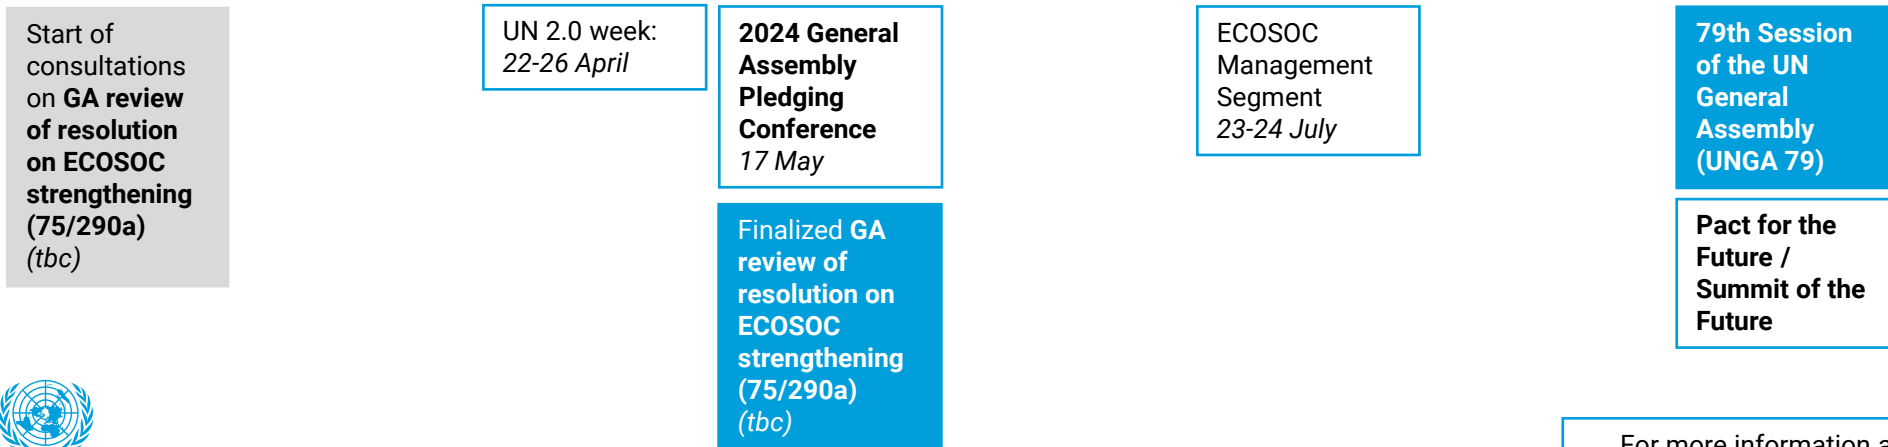 Start of
consultations
on GA review
of resolution
on ECOSOC
strengthening
(75/290a)
(tbc)
UN 2.0 week:
22-26 April
2024 General
Assembly
Pledging
Conference
17 May
Finalized GA
review of
resolution on
ECOSOC
strengthening
(75/290a)
(tbc)
ECOSOC
Management
Segment
23-24 July
79th Session
of the UN
General
Assembly
(UNGA 79)
Pact for the
Future /
Summit of the
Future
For more information a